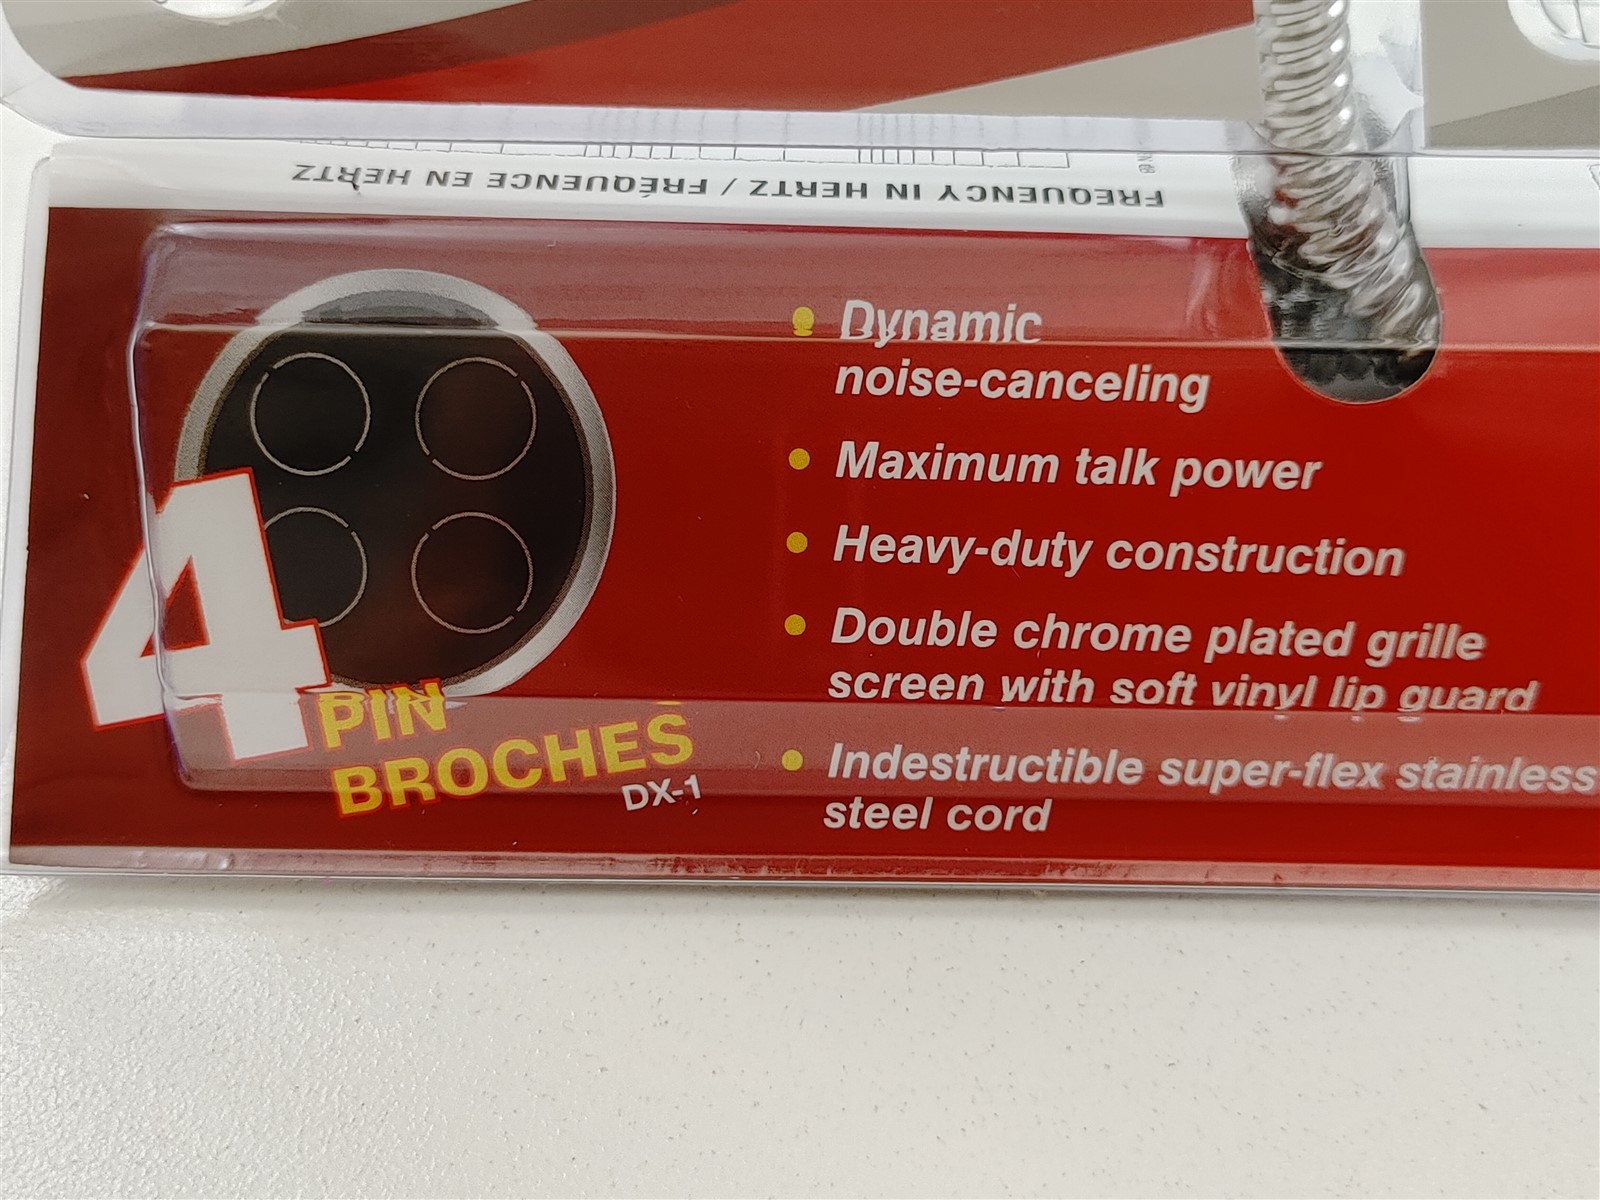 FREQUENCY IN HERTZ / FRÉQUENCE EN HERTZ
Dynamic
noise-canceling
Maximum talk power
Heavy-duty construction
Double chrome plated grille
screen with soft vinyl lip guard
Indestructible super-flex stainless
steel cord
4
PIN
BROCHES
DX-1